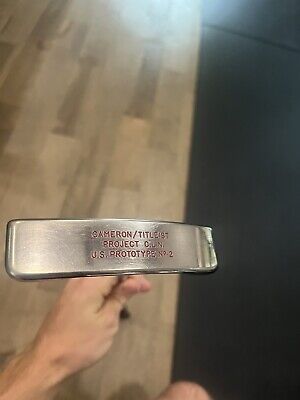 CAMERON/TITLEIST
PROJECT C.J.N.
U.S. PROTOTYPE Nº 2